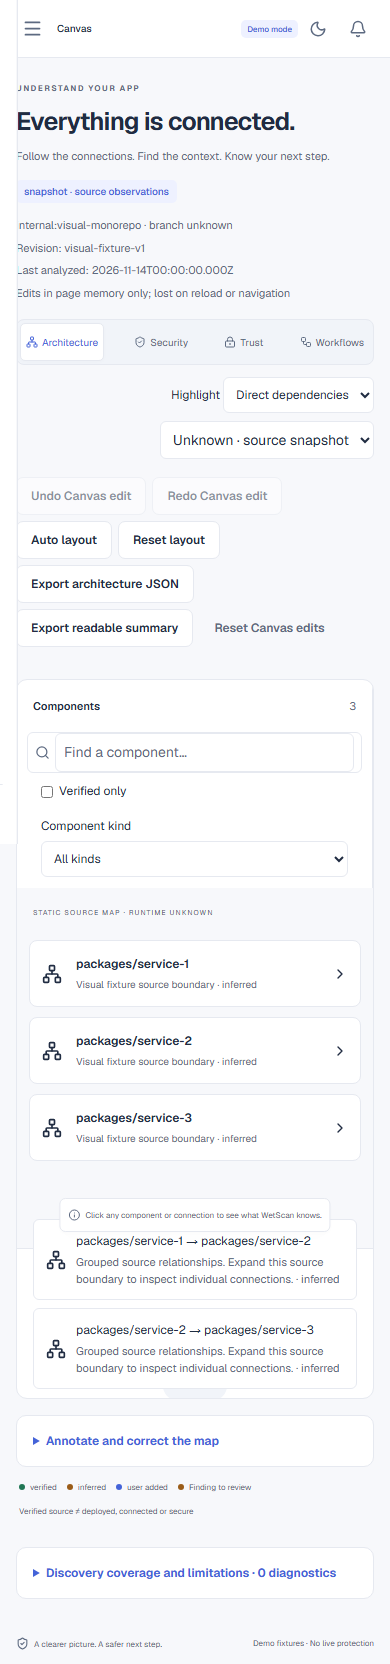 Canvas
Demo mode
UNDERSTAND YOUR APP
Everything is connected.
Follow the connections. Find the context. Know your next step.
snapshot · source observations
internal:visual-monorepo · branch unknown
Revision: visual-fixture-v1
Last analyzed: 2026-11-14T00:00:00.000Z
Edits in page memory only; lost on reload or navigation
Architecture Security Trust Workflows
Highlight Direct dependencies
Unknown · source snapshot
Undo Canvas edit Redo Canvas edit
Auto layout Reset layout
Export architecture JSON
Export readable summary Reset Canvas edits
Components 3
Find a component...
Verified only
Component kind
All kinds
STATIC SOURCE MAP · RUNTIME UNKNOWN
packages/service-1
Visual fixture source boundary · inferred
packages/service-2
Visual fixture source boundary · inferred
packages/service-3
Visual fixture source boundary · inferred
Click any component or connection to see what WetScan knows.
packages/service-1 → packages/service-2
Grouped source relationships. Expand this source
boundary to inspect individual connections. · inferred
packages/service-2 → packages/service-3
Grouped source relationships. Expand this source
boundary to inspect individual connections. · inferred
Annotate and correct the map
verified inferred user added Finding to review
Verified source ≠ deployed, connected or secure
Discovery coverage and limitations · 0 diagnostics
A clearer picture. A safer next step. Demo fixtures · No live protection